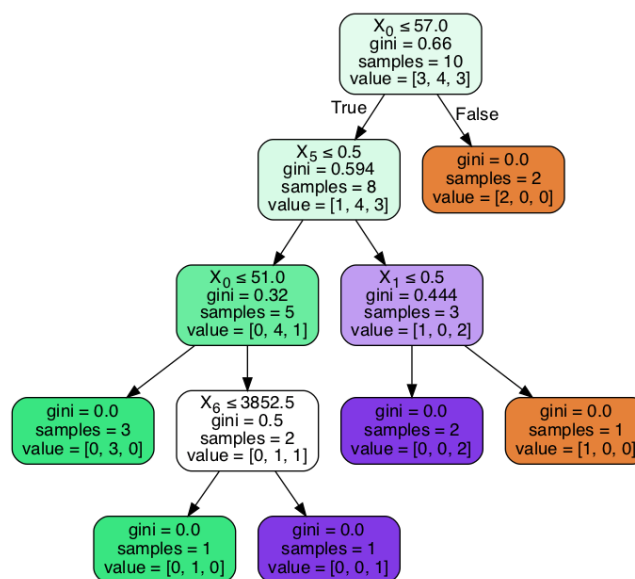 X₀ ≤ 57.0
gini = 0.66
samples = 10
value = [3, 4, 3]
True
False
X₅ ≤ 0.5
gini = 0.594
samples = 8
value = [1, 4, 3]
gini = 0.0
samples = 2
value = [2, 0, 0]
X₀ ≤ 51.0
gini = 0.32
samples = 5
value = [0, 4, 1]
X₁ ≤ 0.5
gini = 0.444
samples = 3
value = [1, 0, 2]
gini = 0.0
samples = 3
value = [0, 3, 0]
X₆ ≤ 3852.5
gini = 0.5
samples = 2
value = [0, 1, 1]
gini = 0.0
samples = 2
value = [0, 0, 2]
gini = 0.0
samples = 1
value = [1, 0, 0]
gini = 0.0
samples = 1
value = [0, 1, 0]
gini = 0.0
samples = 1
value = [0, 0, 1]